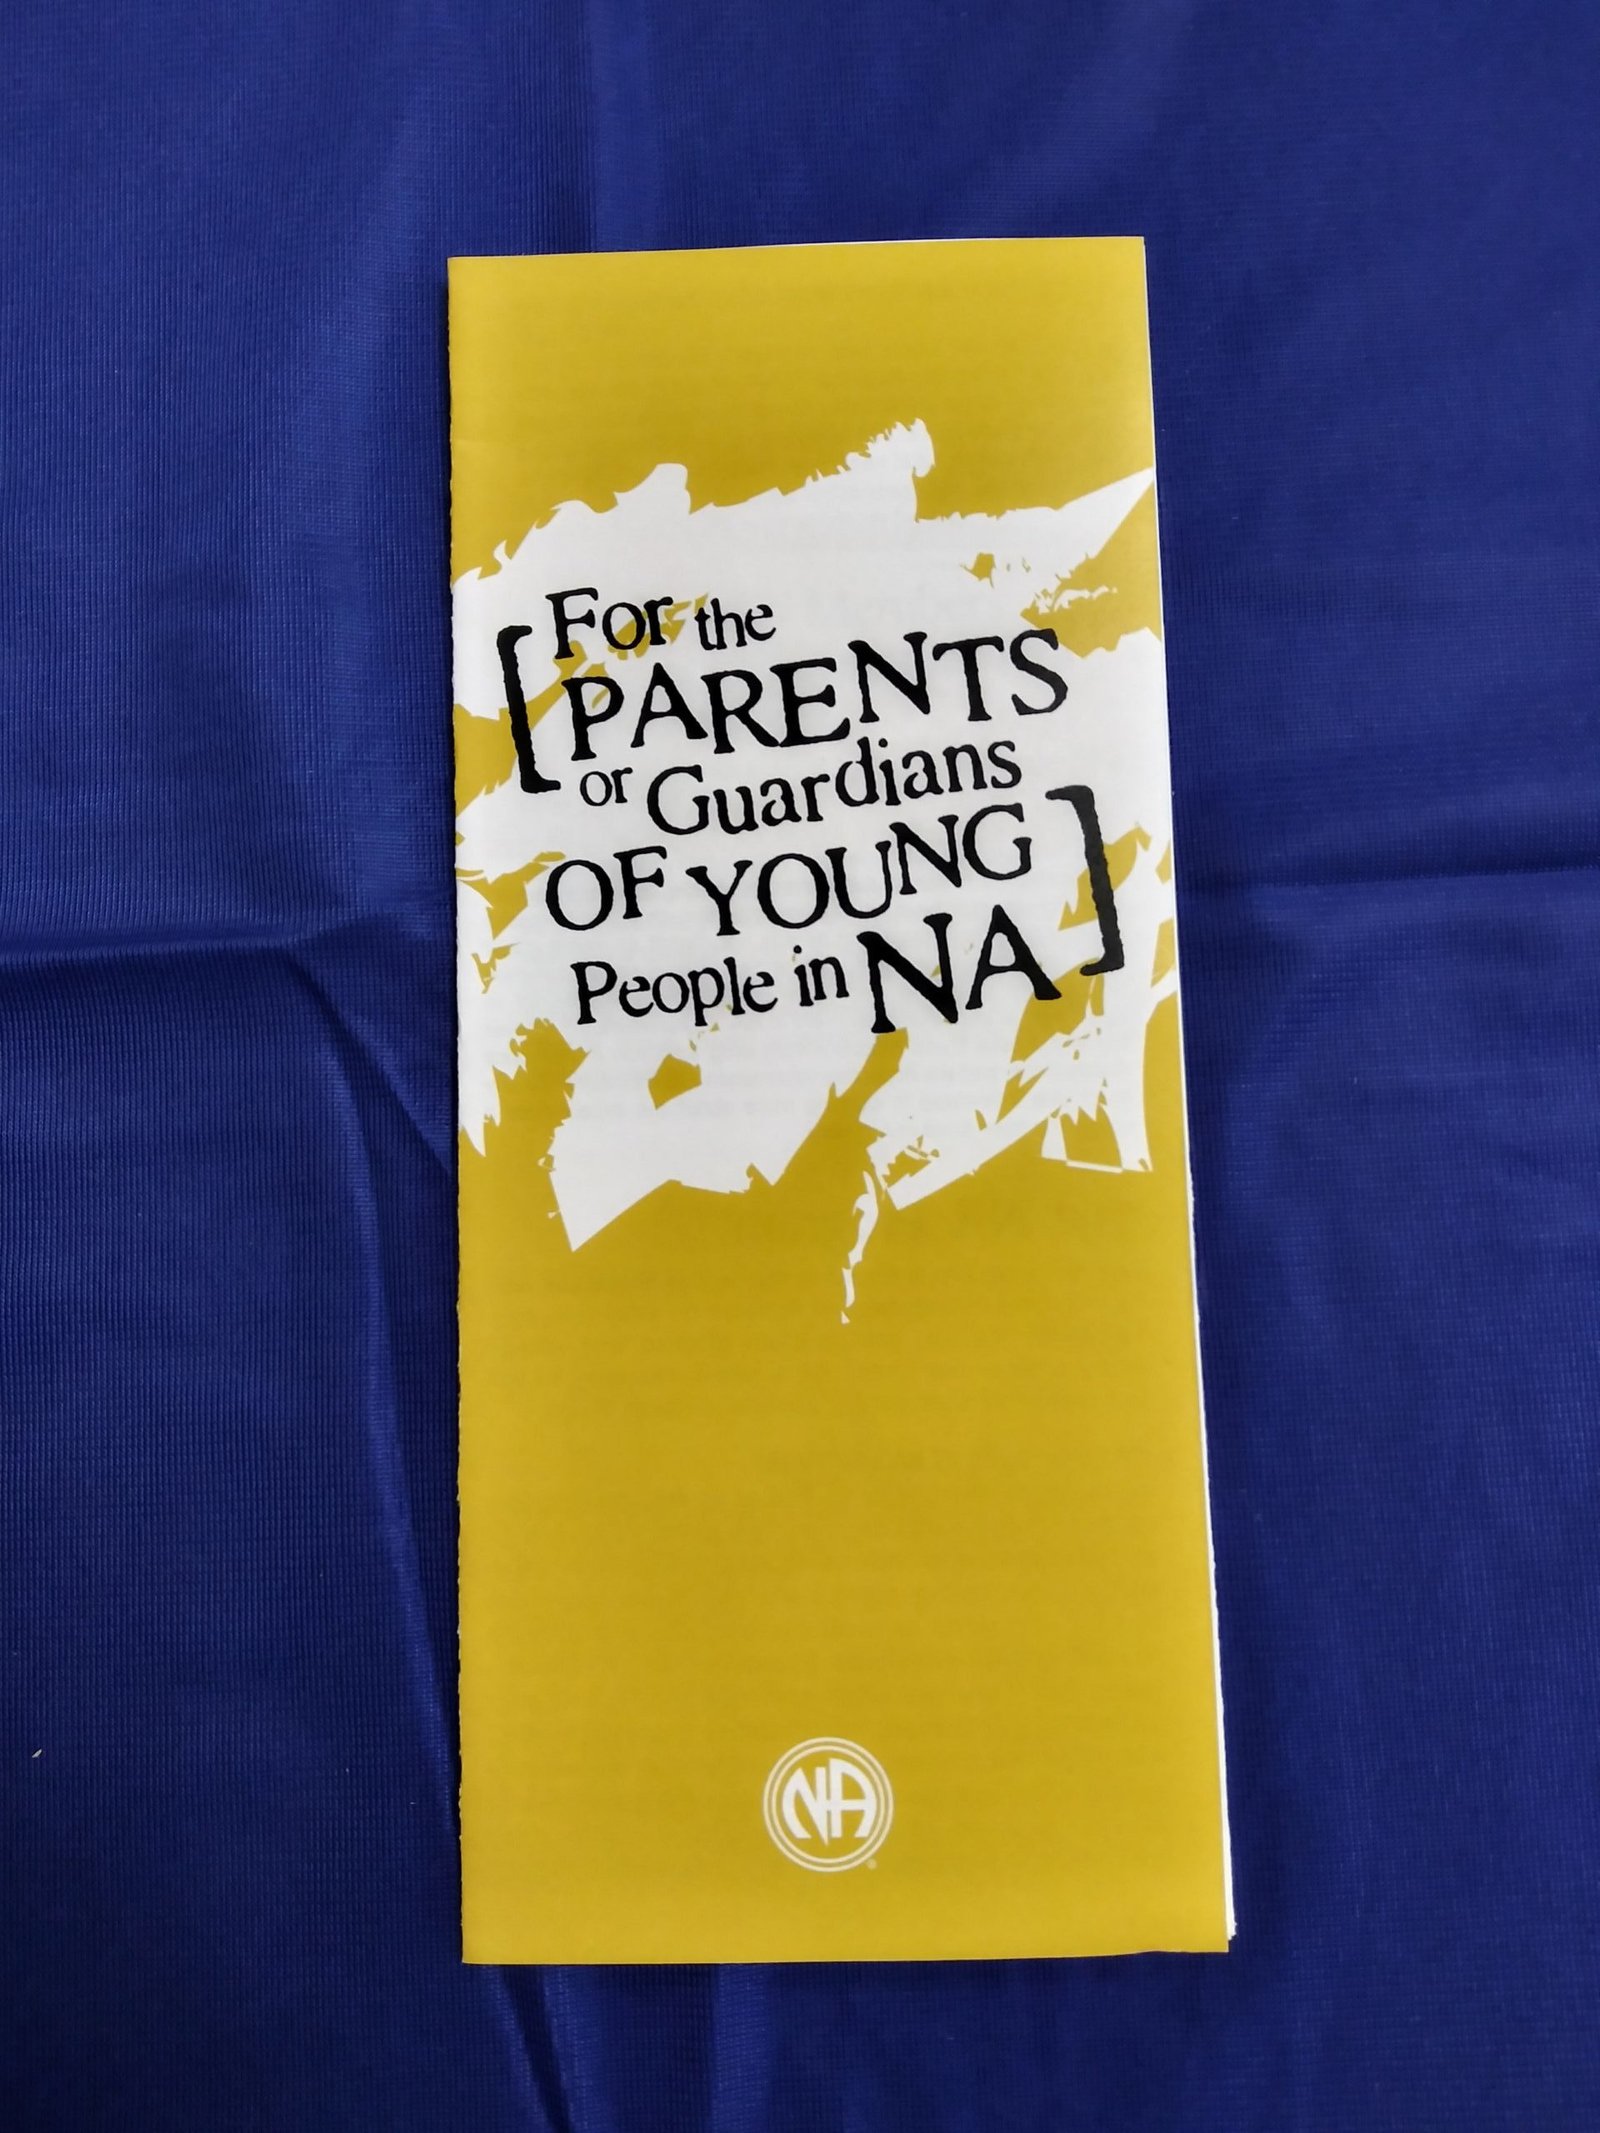 For the
PARENTS
or Guardians
OF YOUNG
People in NA
NA